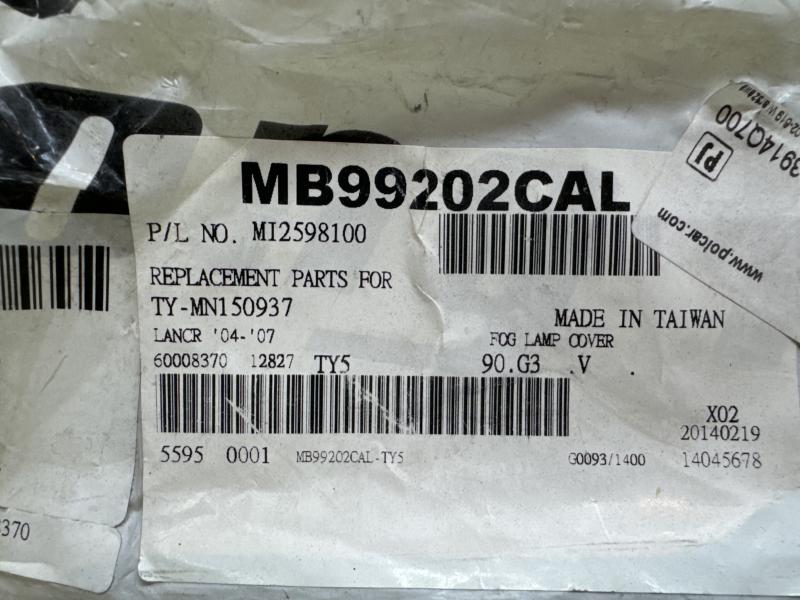 MB99202CAL
P/L NO. MI2598100
REPLACEMENT PARTS FOR
TY-MN150937
MADE IN TAIWAN
LANCR '04-'07
FOG LAMP COVER
60008370 12827 TY5 90.G3 .V .
X02
20140219
5595 0001 MB99202CAL-TY5 G0093/1400 14045678
3914Q700
PJ
www.polcar.com
370